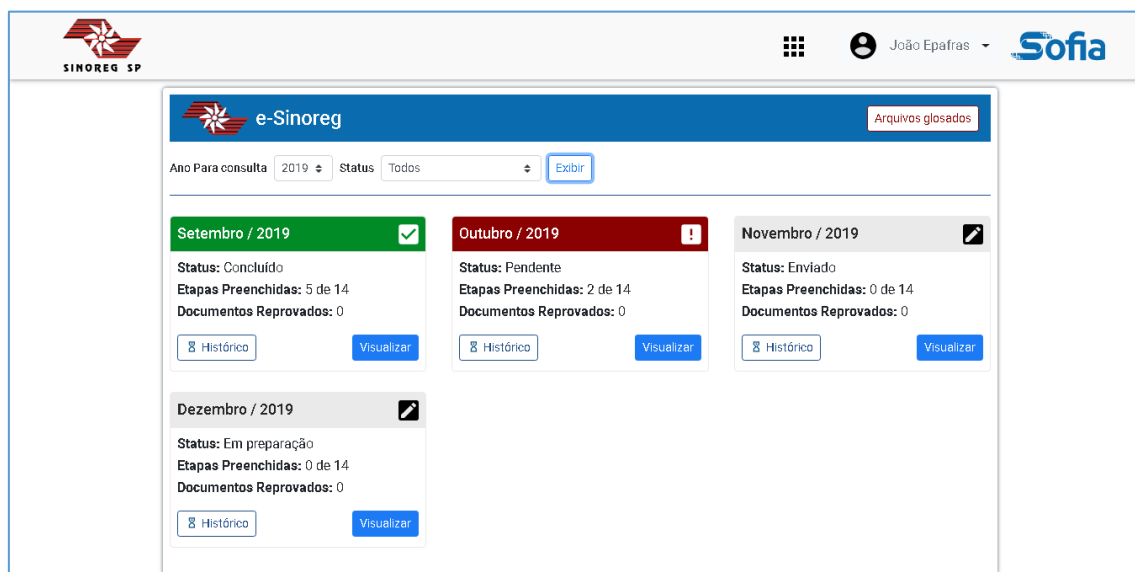 SINOREG SP
João Epafras
Sofia
e-Sinoreg
Arquivos glosados
Ano Para consulta 2019 Status Todos Exibir
Setembro / 2019
Status: Concluído
Etapas Preenchidas: 5 de 14
Documentos Reprovados: 0
Histórico Visualizar
Outubro / 2019
Status: Pendente
Etapas Preenchidas: 2 de 14
Documentos Reprovados: 0
Histórico Visualizar
Novembro / 2019
Status: Enviado
Etapas Preenchidas: 0 de 14
Documentos Reprovados: 0
Histórico Visualizar
Dezembro / 2019
Status: Em preparação
Etapas Preenchidas: 0 de 14
Documentos Reprovados: 0
Histórico Visualizar